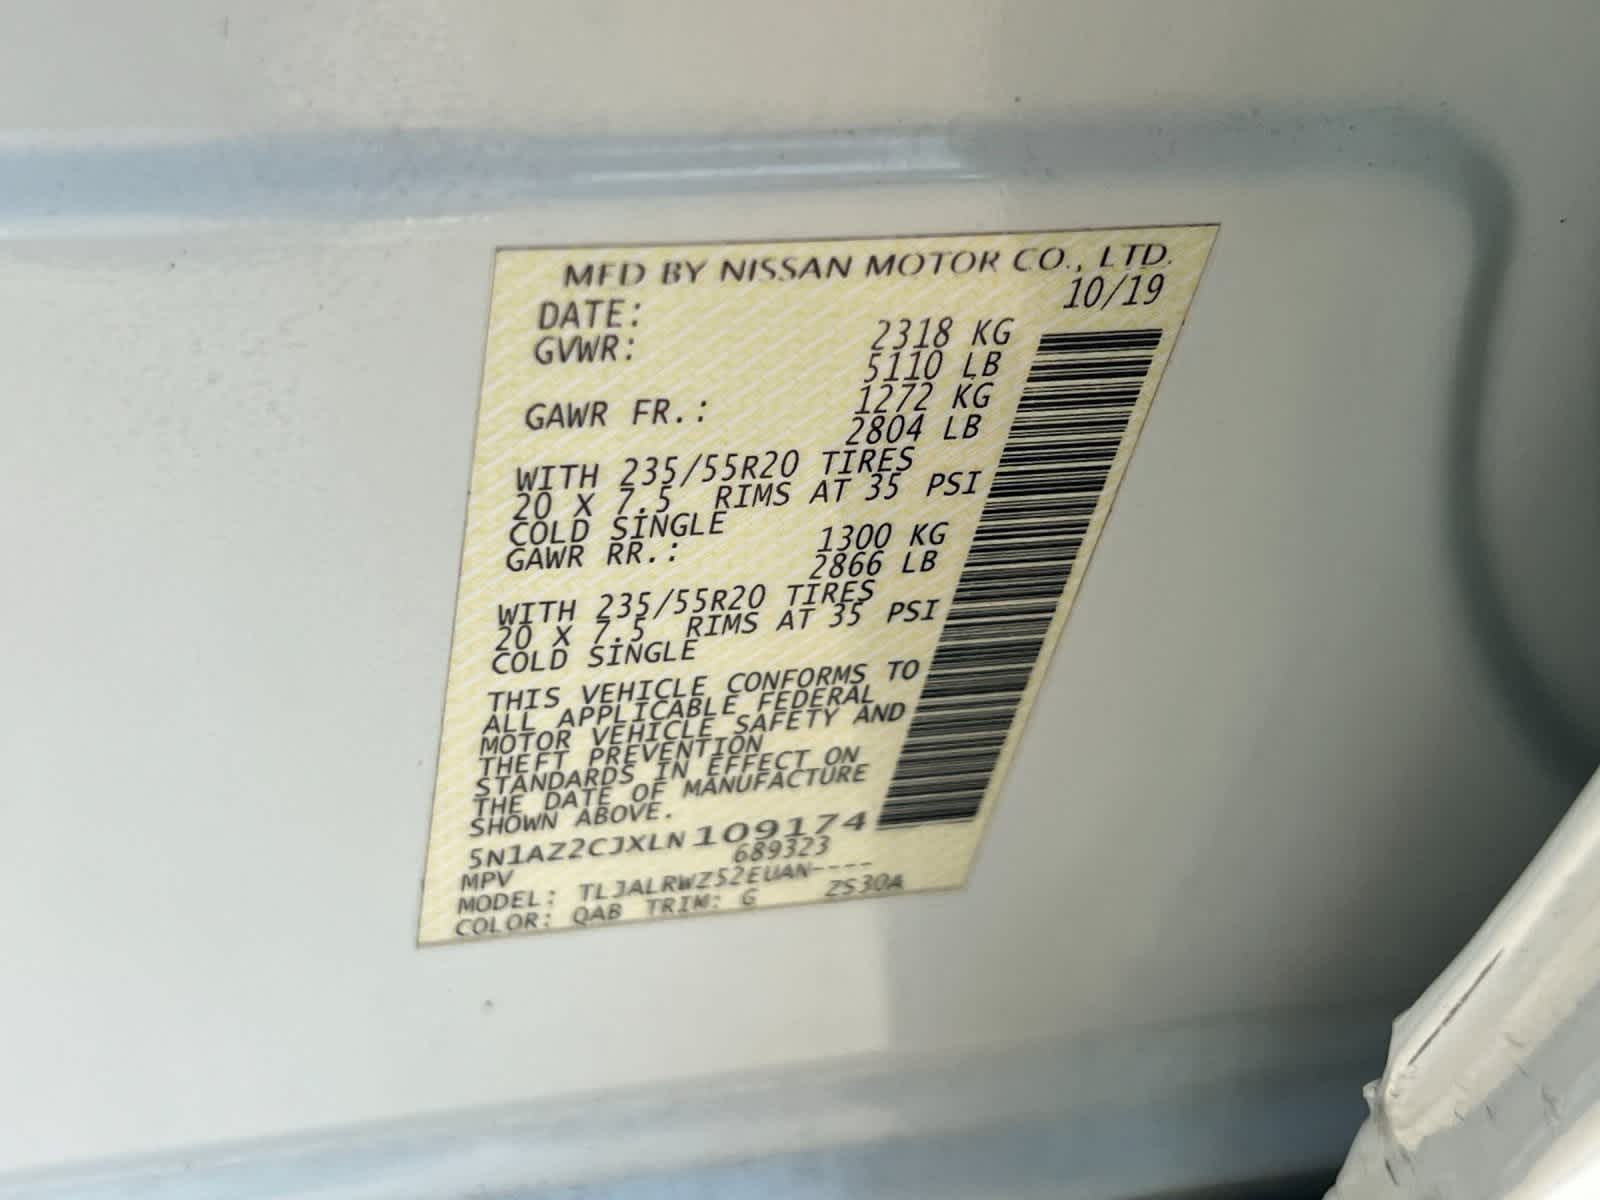 MFD BY NISSAN MOTOR CO., LTD.
DATE: 10/19
GVWR: 2318 KG
5110 LB
GAWR FR.: 1272 KG
2804 LB
WITH 235/55R20 TIRES
20 X 7.5 RIMS AT 35 PSI
COLD SINGLE
GAWR RR.: 1300 KG
2866 LB
WITH 235/55R20 TIRES
20 X 7.5 RIMS AT 35 PSI
COLD SINGLE
THIS VEHICLE CONFORMS TO
ALL APPLICABLE FEDERAL
MOTOR VEHICLE SAFETY AND
THEFT PREVENTION
STANDARDS IN EFFECT ON
THE DATE OF MANUFACTURE
SHOWN ABOVE.
5N1AZ2CJXLN109174
MPV 689323
MODEL: TLJALRWZ52EUAN----
COLOR: QAB TRIM: G ZS30A